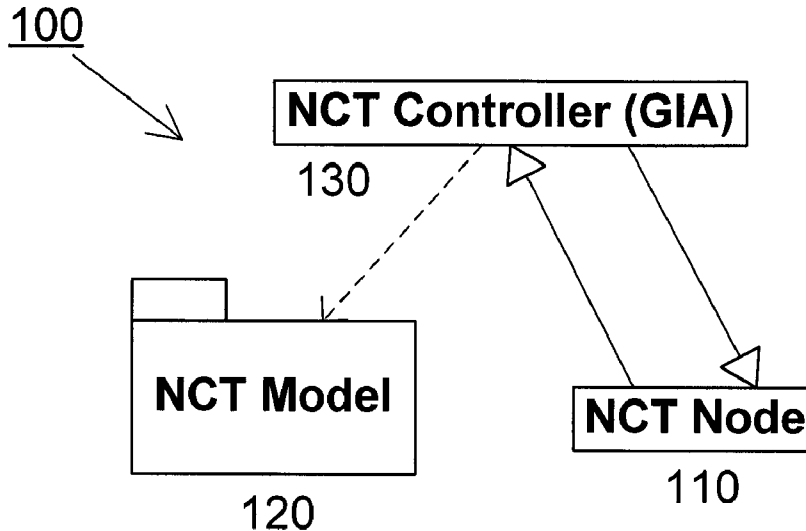 100
NCT Controller (GIA)
130
NCT Model
NCT Node
120
110